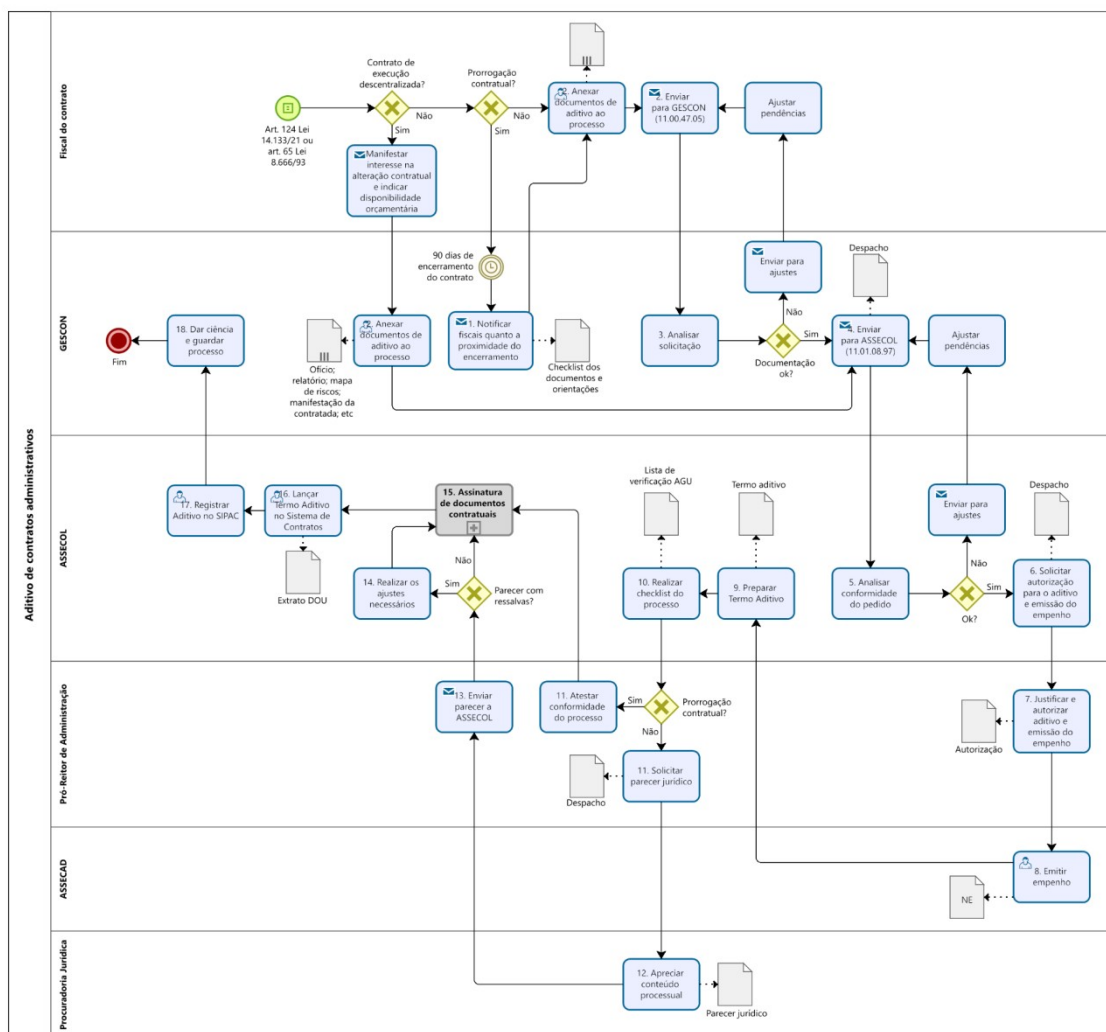 Aditivo de contratos administrativos
Fiscal do contrato
Contrato de
execução
descentralizada?
Prorrogação
contratual?
Art. 124 Lei
14.133/21 ou
art. 65 Lei
8.666/93
Não
Sim
Não
Sim
Manifestar
interesse na
alteração contratual
e indicar
disponibilidade
orçamentária
2. Anexar
documentos de
aditivo ao
processo
2. Enviar
para GESCON
(11.00.47.05)
Ajustar
pendências
GESCON
90 dias de
encerramento
do contrato
Enviar para
ajustes
Despacho
18. Dar ciência
e guardar
processo
Fim
Anexar
documentos de
aditivo ao
processo
Ofício;
relatório; mapa
de riscos;
manifestação da
contratada; etc
1. Notificar
fiscais quanto a
proximidade do
encerramento
Checklist dos
documentos e
orientações
3. Analisar
solicitação
Não
Sim
Documentação
ok?
4. Enviar
para ASSECOL
(11.01.08.97)
Ajustar
pendências
ASSECOL
Lista de
verificação AGU
Termo aditivo
Enviar para
ajustes
Despacho
17. Registrar
Aditivo no SIPAC
16. Lançar
Termo Aditivo
no Sistema de
Contratos
Extrato DOU
15. Assinatura
de documentos
contratuais
Não
14. Realizar os
ajustes
necessários
Sim
Parecer com
ressalvas?
10. Realizar
checklist do
processo
9. Preparar
Termo Aditivo
5. Analisar
conformidade
do pedido
Não
Sim
Ok?
6. Solicitar
autorização
para o aditivo
e emissão do
empenho
Pró-Reitor de Administração
13. Enviar
parecer a
ASSECOL
11. Atestar
conformidade
do processo
Sim
Prorrogação
contratual?
Não
11. Solicitar
parecer jurídico
Despacho
7. Justificar e
autorizar
aditivo e
emissão do
empenho
Autorização
ASSECAD
8. Emitir
empenho
NE
Procuradoria Jurídica
12. Apreciar
conteúdo
processual
Parecer jurídico